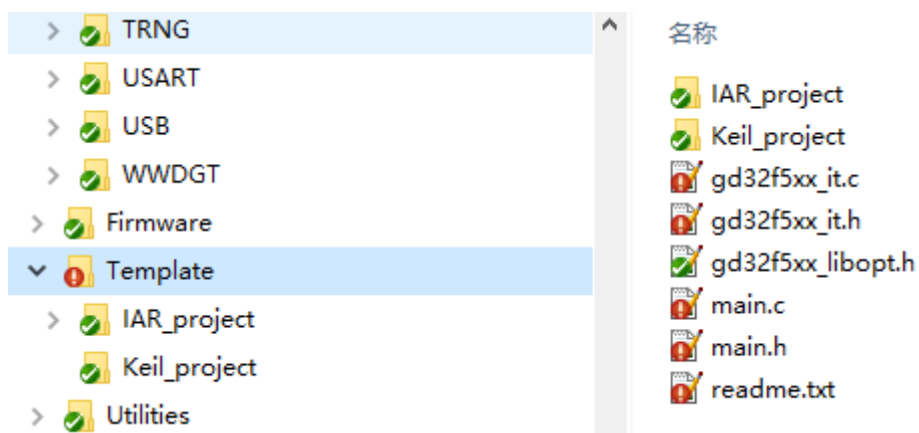 TRNG
USART
USB
WWDGT
Firmware
Template
IAR_project
Keil_project
Utilities
名称
IAR_project
Keil_project
gd32f5xx_it.c
gd32f5xx_it.h
gd32f5xx_libopt.h
main.c
main.h
readme.txt